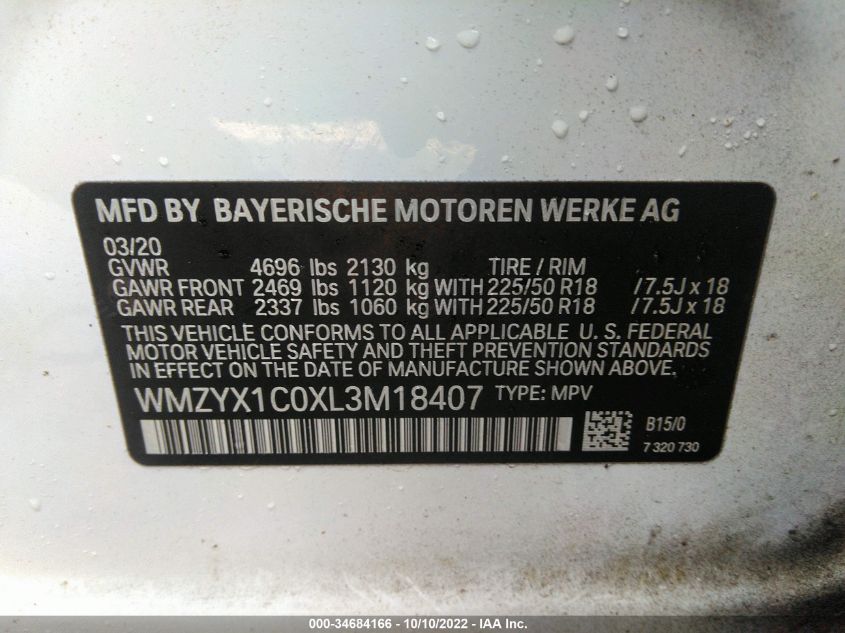 MFD BY BAYERISCHE MOTOREN WERKE AG
03/20
GVWR 4696 lbs 2130 kg TIRE / RIM
GAWR FRONT 2469 lbs 1120 kg WITH 225/50 R18 /7.5J x 18
GAWR REAR 2337 lbs 1060 kg WITH 225/50 R18 /7.5J x 18
THIS VEHICLE CONFORMS TO ALL APPLICABLE U. S. FEDERAL
MOTOR VEHICLE SAFETY AND THEFT PREVENTION STANDARDS
IN EFFECT ON THE DATE OF MANUFACTURE SHOWN ABOVE.
WMZYX1C0XL3M18407 TYPE: MPV
B15/0
7 320 730
000-34684166 - 10/10/2022 - IAA Inc.